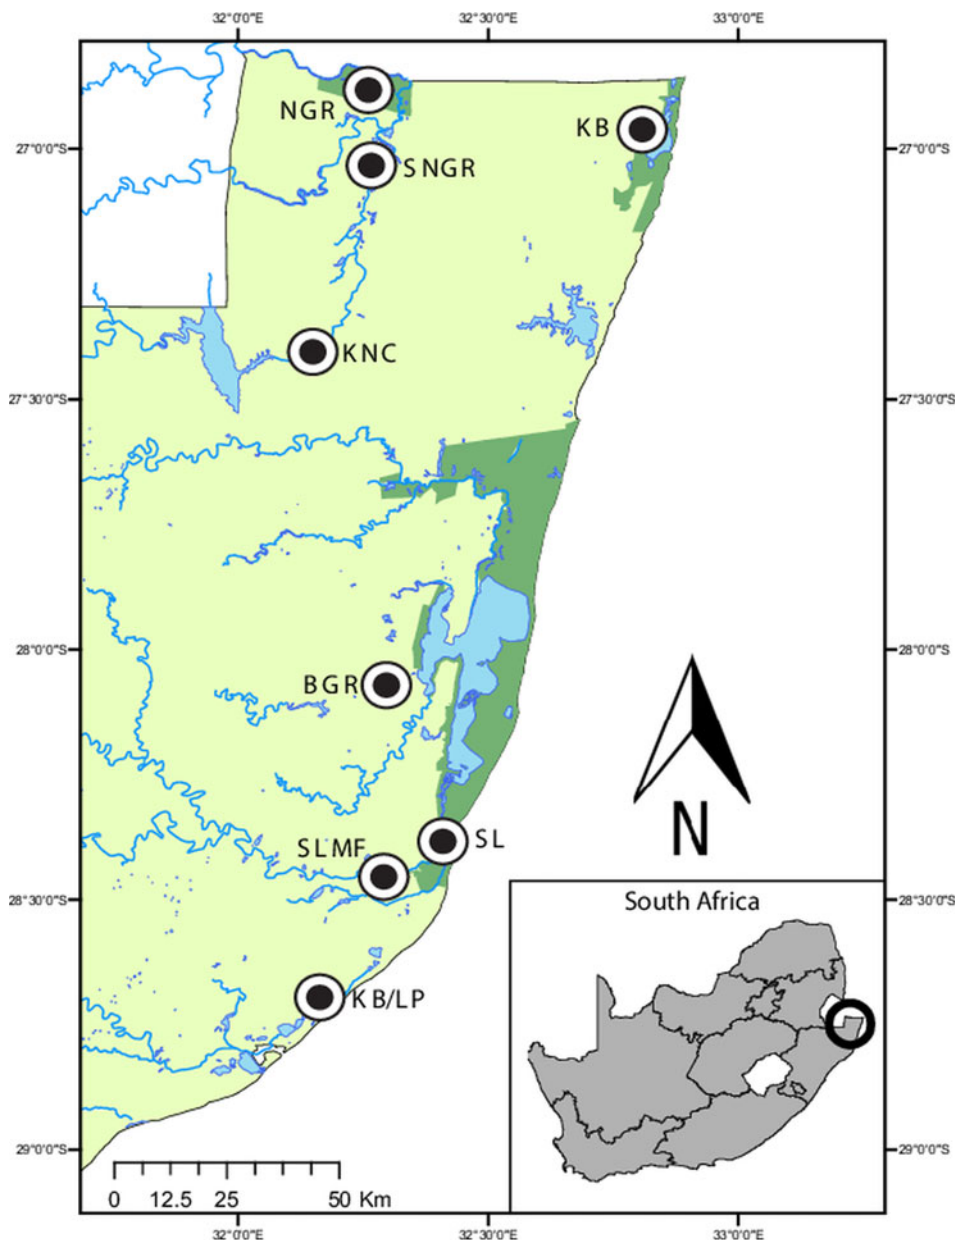 32°0'0"E 32°30'0"E 33°0'0"E
NGR
KB
27°0'0"S 27°0'0"S
SNGR
KNC
27°30'0"S 27°30'0"S
28°0'0"S 28°0'0"S
BGR
SL
SLMF
N
28°30'0"S 28°30'0"S
South Africa
KB/LP
29°0'0"S 29°0'0"S
0 12.5 25 50 Km
32°0'0"E 32°30'0"E 33°0'0"E